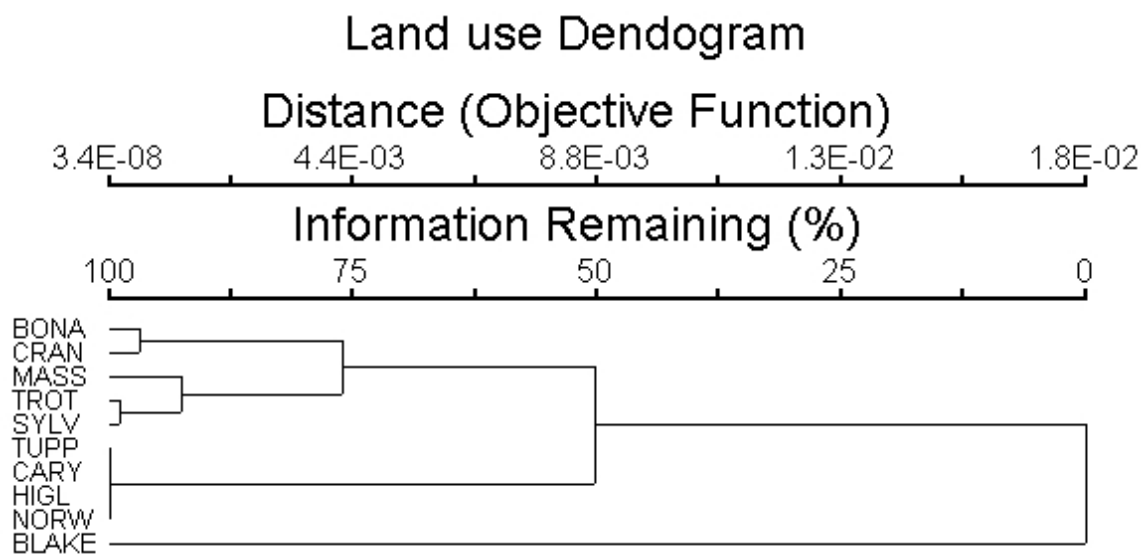 Land use Dendogram
Distance (Objective Function)
3.4E-08 4.4E-03 8.8E-03 1.3E-02 1.8E-02
Information Remaining (%)
100 75 50 25 0
BONA
CRAN
MASS
TROT
SYLV
TUPP
CARY
HIGL
NORW
BLAKE